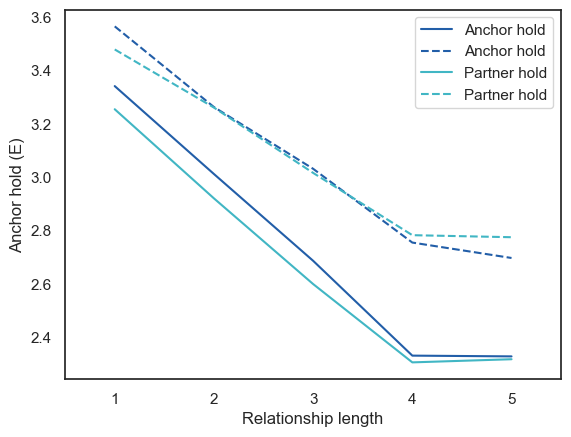 3.6
3.4
3.2
3.0
2.8
2.6
2.4
Anchor hold (E)
1 2 3 4 5
Relationship length
Anchor hold
Anchor hold
Partner hold
Partner hold